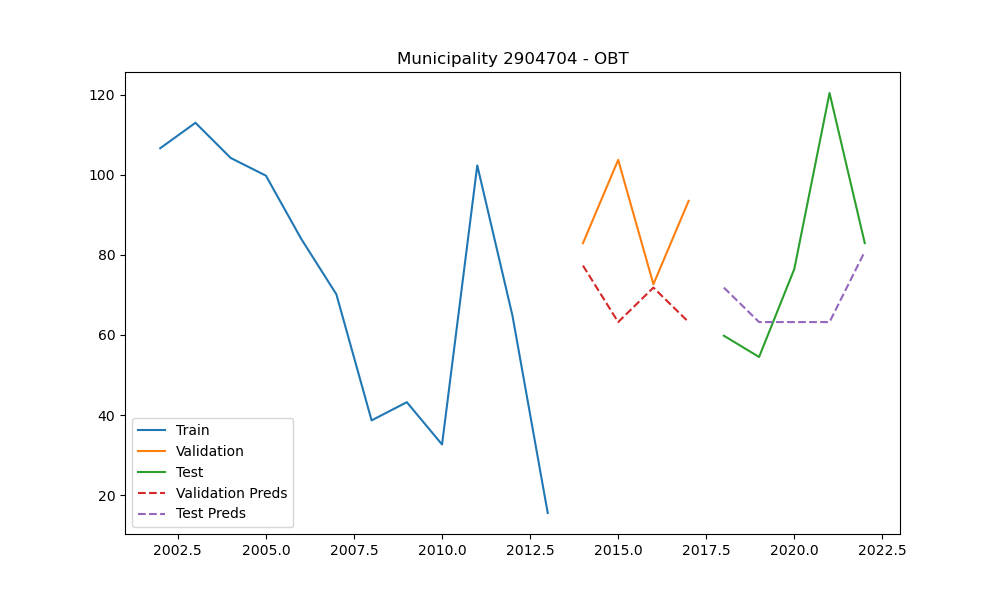 Municipality 2904704 - OBT
120
100
80
60
40
20
Train
Validation
Test
Validation Preds
Test Preds
2002.5 2005.0 2007.5 2010.0 2012.5 2015.0 2017.5 2020.0 2022.5